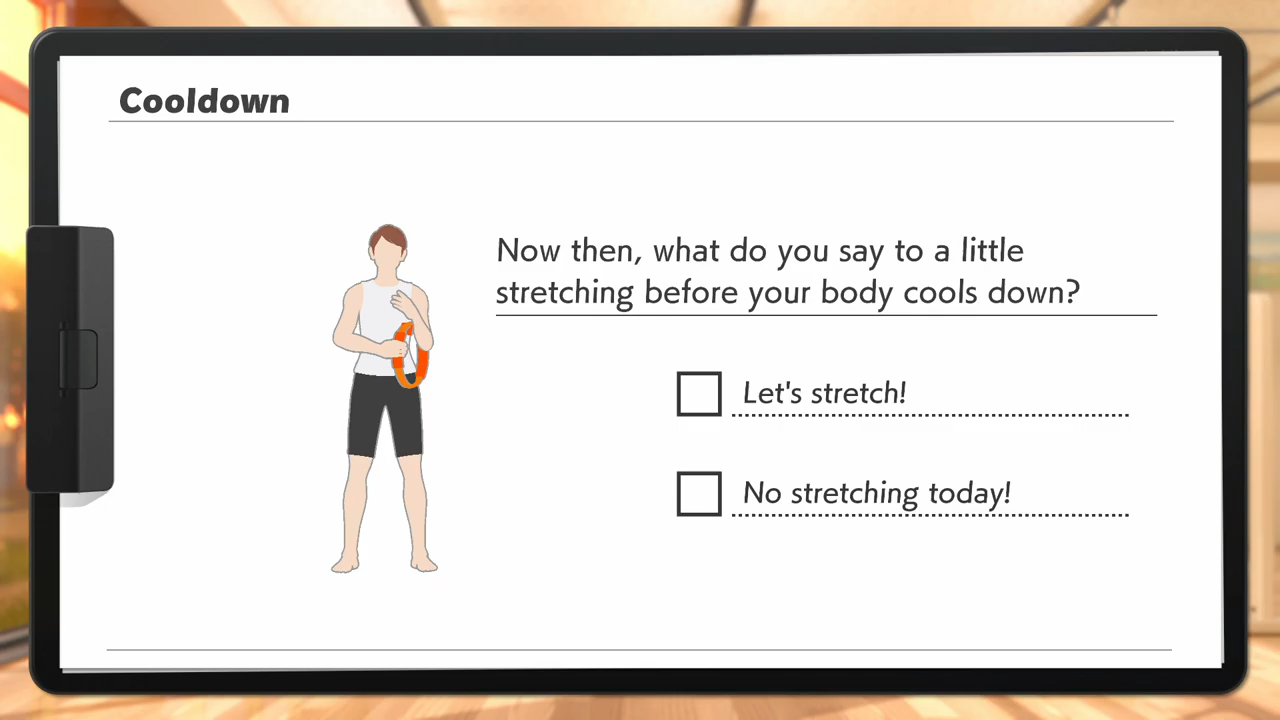 Cooldown
Now then, what do you say to a little
stretching before your body cools down?
Let's stretch!
No stretching today!